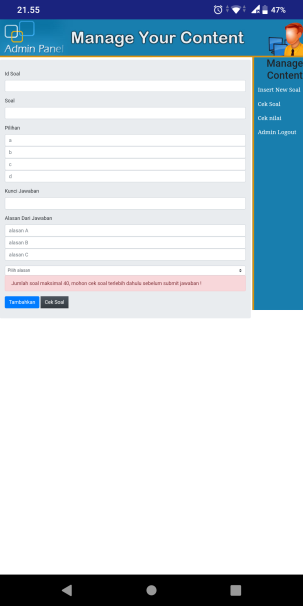 21.55
47%
Admin Panel
Manage Your Content
Id Soal
Soal
Pilihan
a
b
c
d
Kunci Jawaban
Alasan Dari Jawaban
alasan A
alasan B
alasan C
Pilih alasan
Jumlah soal maksimal 40, mohon cek soal terlebih dahulu sebelum submit jawaban !
Tambahkan
Cek Soal
Manage
Content
Insert New Soal
Cek Soal
Cek nilai
Admin Logout